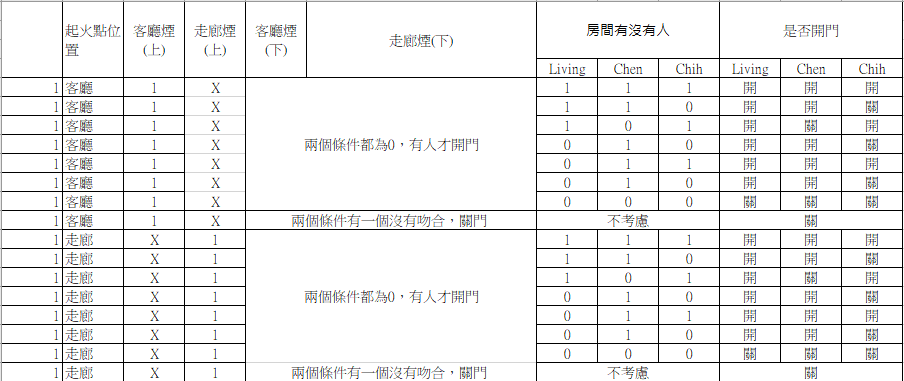 起火點位置 客廳煙(上) 走廊煙(上) 客廳煙(下) 走廊煙(下) 房間有沒有人 是否開門
Living Chen Chih Living Chen Chih
1 客廳 1 X 1 1 1 開 開 開
1 客廳 1 X 1 1 0 開 開 關
1 客廳 1 X 1 0 1 開 關 開
1 客廳 1 X 兩個條件都為0，有人才開門 0 1 0 開 開 關
1 客廳 1 X 0 1 1 開 開 開
1 客廳 1 X 0 1 0 開 開 關
1 客廳 1 X 0 0 0 關 關 關
1 客廳 1 X 兩個條件有一個沒有吻合，關門 不考慮 關
1 走廊 X 1 1 1 1 開 開 開
1 走廊 X 1 1 1 0 開 開 關
1 走廊 X 1 1 0 1 開 關 開
1 走廊 X 1 兩個條件都為0，有人才開門 0 1 0 開 開 關
1 走廊 X 1 0 1 1 開 開 開
1 走廊 X 1 0 1 0 開 開 關
1 走廊 X 1 0 0 0 關 關 關
1 走廊 X 1 兩個條件有一個沒有吻合，關門 不考慮 關